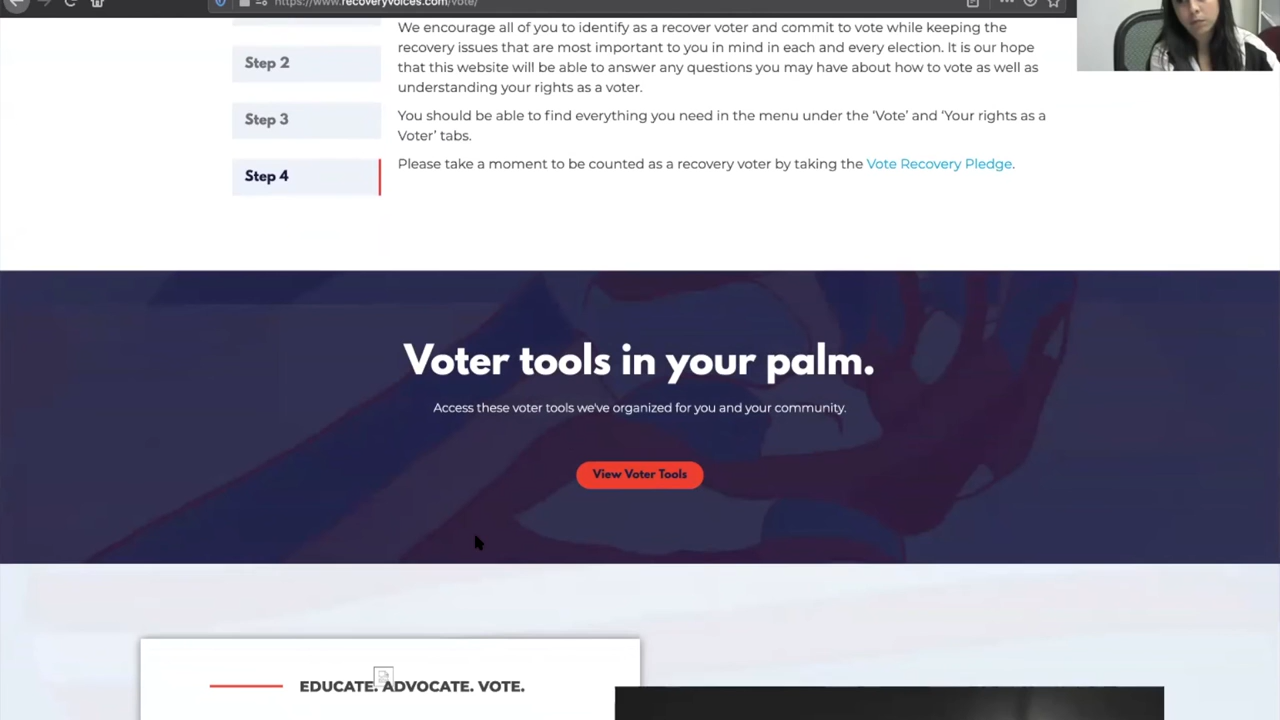 https://www.recoveryvoices.com/vote/
We encourage all of you to identify as a recover voter and commit to vote while keeping the
recovery issues that are most important to you in mind in each and every election. It is our hope
that this website will be able to answer any questions you may have about how to vote as well as
understanding your rights as a voter.
Step 2
Step 3
You should be able to find everything you need in the menu under the ‘Vote’ and ‘Your rights as a
Voter’ tabs.
Step 4
Please take a moment to be counted as a recovery voter by taking the Vote Recovery Pledge.
Voter tools in your palm.
Access these voter tools we've organized for you and your community.
View Voter Tools
EDUCATE. ADVOCATE. VOTE.